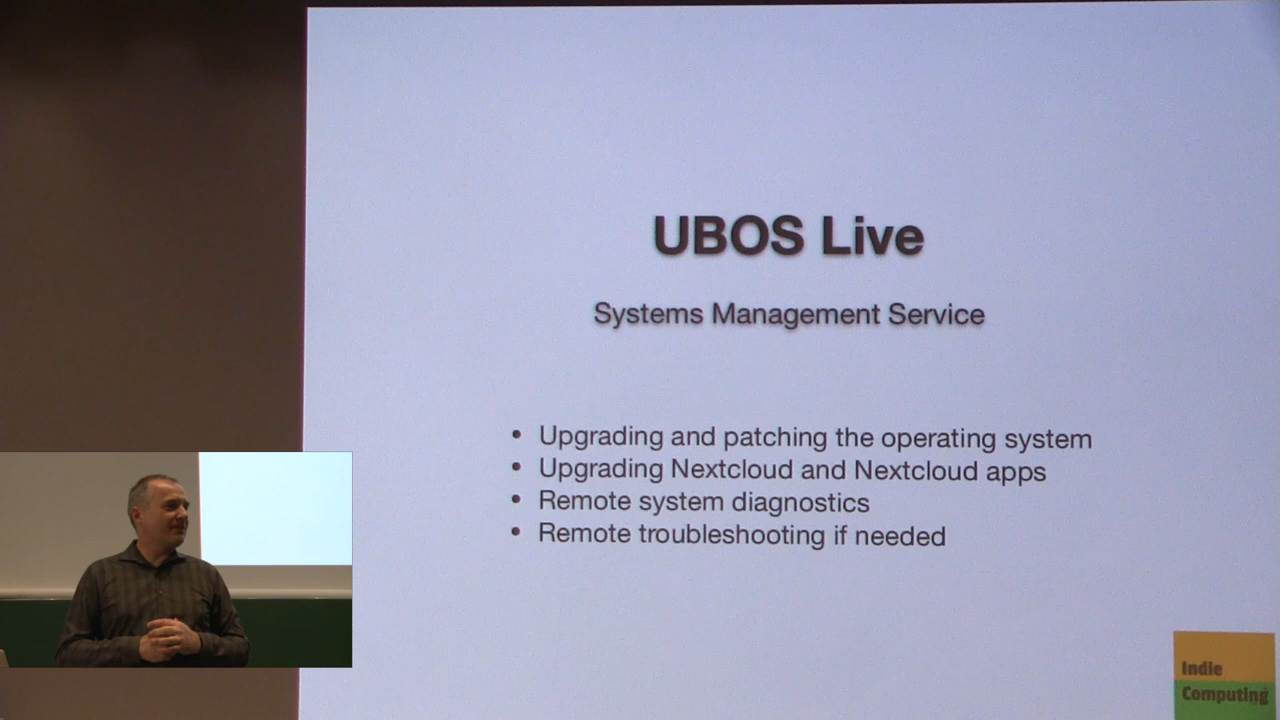 UBOS Live
Systems Management Service
• Upgrading and patching the operating system
• Upgrading Nextcloud and Nextcloud apps
• Remote system diagnostics
• Remote troubleshooting if needed
Indie
Computing